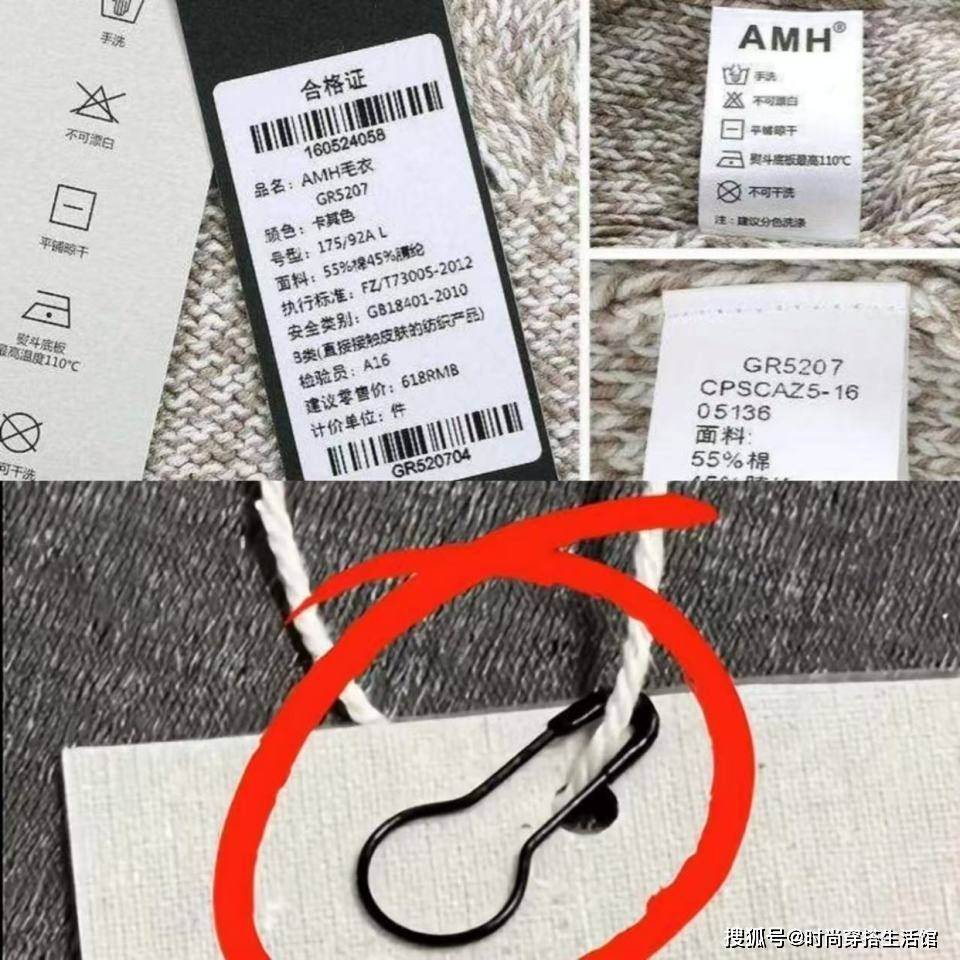 手洗
不可漂白
平铺晾干
熨斗底板
最高温度110℃
可干洗
合格证
160524058
品名：AMH毛衣
GR5207
颜色：卡其色
号型：175/92A L
面料：55%棉45%腈纶
执行标准：FZ/T73005-2012
安全类别：GB18401-2010
B类(直接接触皮肤的纺织产品)
检验员：A16
建议零售价：618RMB
计价单位：件
GR520704
AMH®
手洗
不可漂白
平铺晾干
熨斗底板最高110℃
不可干洗
注：建议分色洗涤
GR5207
CPSCAZ5-16
05136
面料:
55%棉
搜狐号@时尚穿搭生活馆